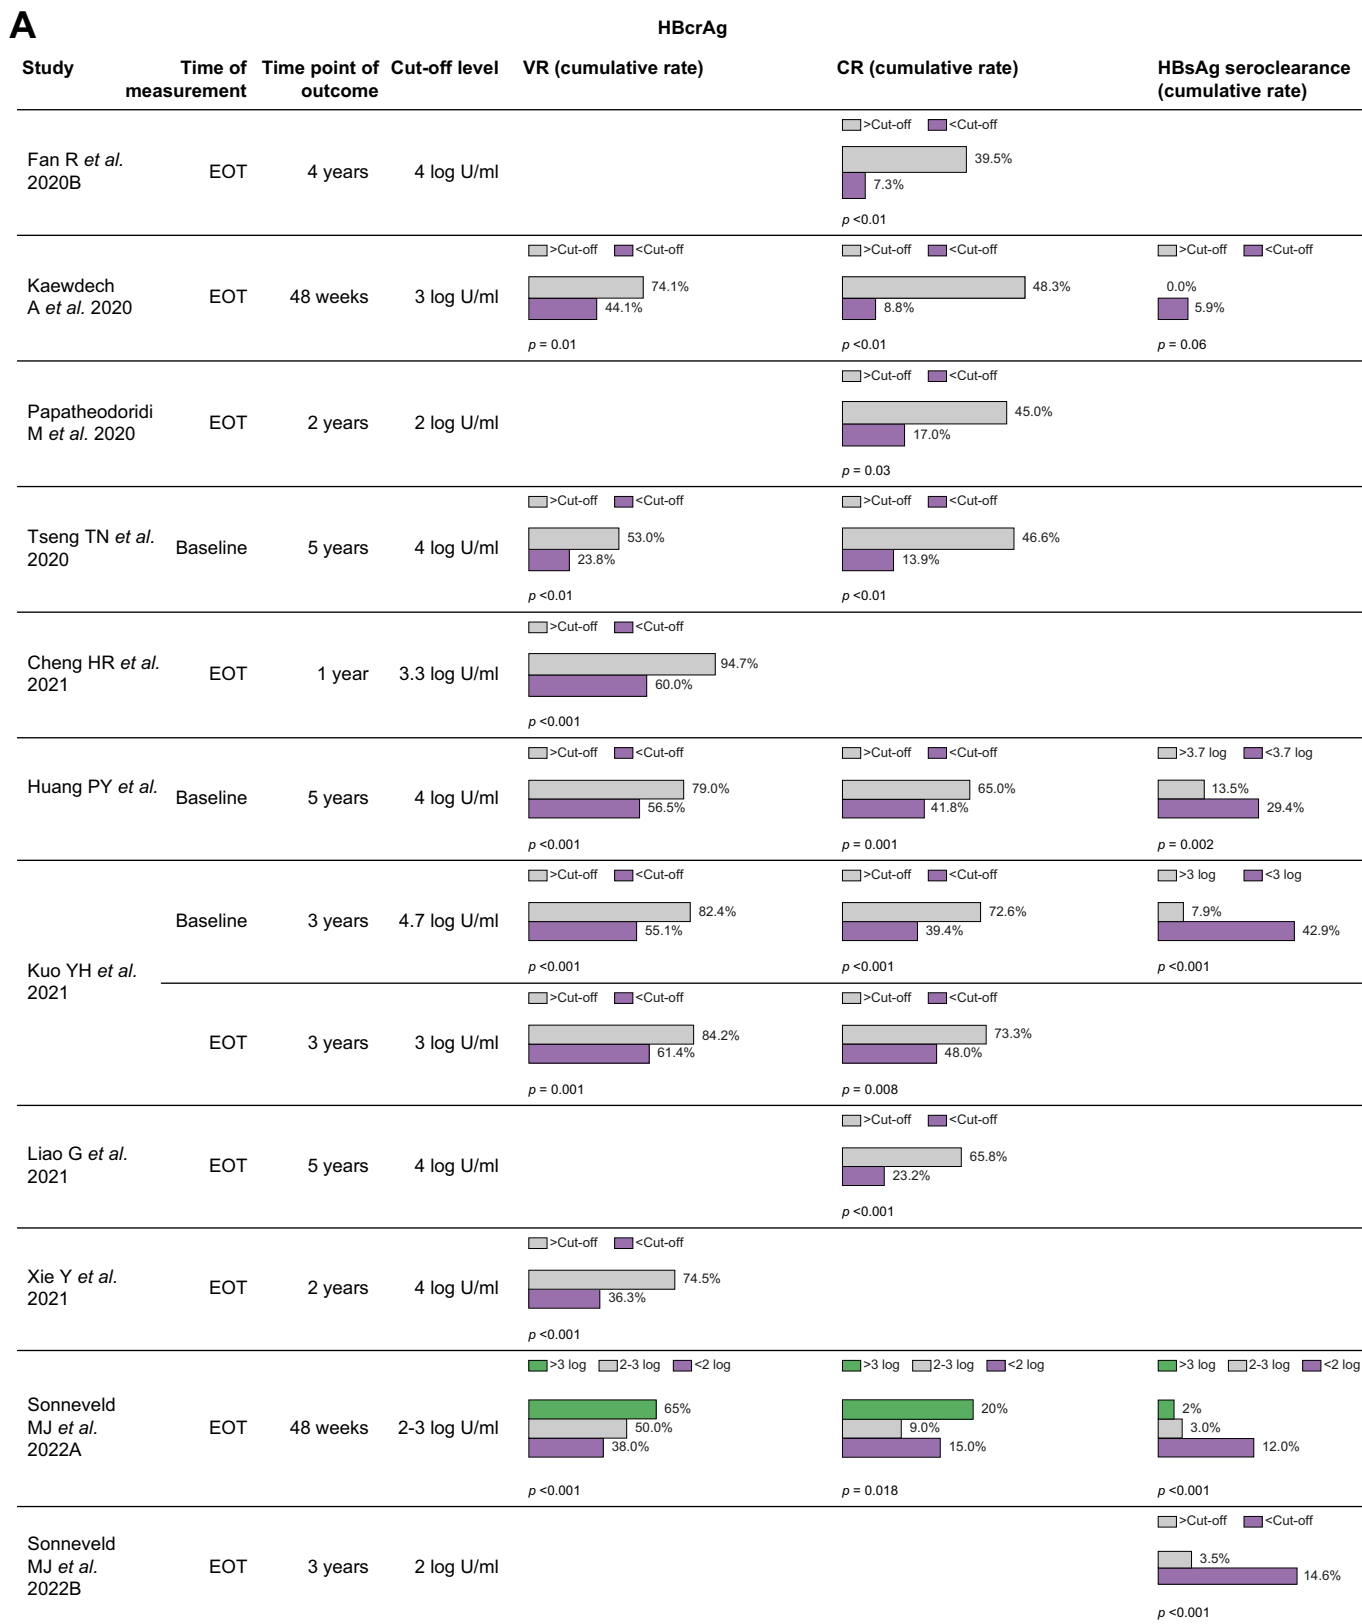 A
HBcrAg
Study
Time of measurement
Time point of outcome
Cut-off level
VR (cumulative rate)
CR (cumulative rate)
HBsAg seroclearance (cumulative rate)
Fan R et al. 2020B
EOT
4 years
4 log U/ml
>Cut-off <Cut-off
39.5%
7.3%
p <0.01
Kaewdech A et al. 2020
EOT
48 weeks
3 log U/ml
>Cut-off <Cut-off
74.1%
44.1%
p = 0.01
>Cut-off <Cut-off
48.3%
8.8%
p <0.01
>Cut-off <Cut-off
0.0%
5.9%
p = 0.06
Papatheodoridi M et al. 2020
EOT
2 years
2 log U/ml
>Cut-off <Cut-off
45.0%
17.0%
p = 0.03
Tseng TN et al. 2020
Baseline
5 years
4 log U/ml
>Cut-off <Cut-off
53.0%
23.8%
p <0.01
>Cut-off <Cut-off
46.6%
13.9%
p <0.01
Cheng HR et al. 2021
EOT
1 year
3.3 log U/ml
>Cut-off <Cut-off
94.7%
60.0%
p <0.001
Huang PY et al.
Baseline
5 years
4 log U/ml
>Cut-off <Cut-off
79.0%
56.5%
p <0.001
>Cut-off <Cut-off
65.0%
41.8%
p = 0.001
>3.7 log <3.7 log
13.5%
29.4%
p = 0.002
Kuo YH et al. 2021
Baseline
3 years
4.7 log U/ml
>Cut-off <Cut-off
82.4%
55.1%
p <0.001
>Cut-off <Cut-off
72.6%
39.4%
p <0.001
>3 log <3 log
7.9%
42.9%
p <0.001
EOT
3 years
3 log U/ml
>Cut-off <Cut-off
84.2%
61.4%
p = 0.001
>Cut-off <Cut-off
73.3%
48.0%
p = 0.008
Liao G et al. 2021
EOT
5 years
4 log U/ml
>Cut-off <Cut-off
65.8%
23.2%
p <0.001
Xie Y et al. 2021
EOT
2 years
4 log U/ml
>Cut-off <Cut-off
74.5%
36.3%
p <0.001
Sonneveld MJ et al. 2022A
EOT
48 weeks
2-3 log U/ml
>3 log 2-3 log <2 log
65%
50.0%
38.0%
p <0.001
>3 log 2-3 log <2 log
20%
9.0%
15.0%
p = 0.018
>3 log 2-3 log <2 log
2%
3.0%
12.0%
p <0.001
Sonneveld MJ et al. 2022B
EOT
3 years
2 log U/ml
>Cut-off <Cut-off
3.5%
14.6%
p <0.001